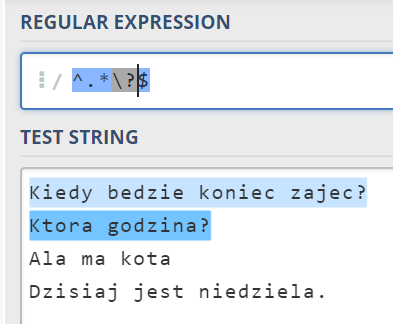 REGULAR EXPRESSION
/ ^.*\?$
TEST STRING
Kiedy bedzie koniec zajec?
Ktora godzina?
Ala ma kota
Dzisiaj jest niedziela.